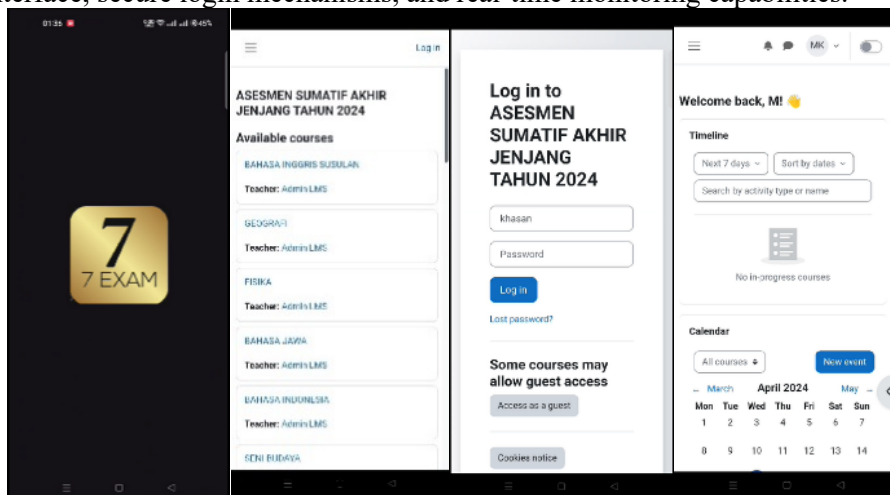 interface, secure login mechanisms, and real time monitoring capabilities.
01:36
45%
7
7 EXAM
Log in
ASESMEN SUMATIF AKHIR
JENJANG TAHUN 2024
Available courses
BAHASA INGGRIS SUSULAN
Teacher: Admin LMS
GEOGRAFI
Teacher: Admin LMS
FISIKA
Teacher: Admin LMS
BAHASA JAWA
Teacher: Admin LMS
BAHASA INDONESIA
Teacher: Admin LMS
SENI BUDAYA
Log in to
ASESMEN
SUMATIF AKHIR
JENJANG
TAHUN 2024
khasan
Password
Log in
Lost password?
Some courses may
allow guest access
Access as a guest
Cookies notice
MK
Welcome back, M! 👋
Timeline
Next 7 days
Sort by dates
Search by activity type or name
No in-progress courses
Calendar
All courses
New event
March April 2024 May
Mon Tue Wed Thu Fri Sat Sun
1 2 3 4 5 6 7
8 9 10 11 12 13 14